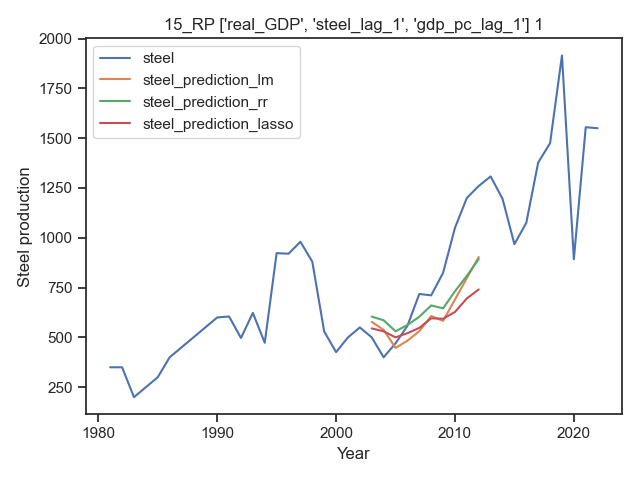 15_RP ['real_GDP', 'steel_lag_1', 'gdp_pc_lag_1'] 1
2000
1750
1500
1250
1000
750
500
250
Steel production
steel
steel_prediction_lm
steel_prediction_rr
steel_prediction_lasso
1980
1990
2000
2010
2020
Year